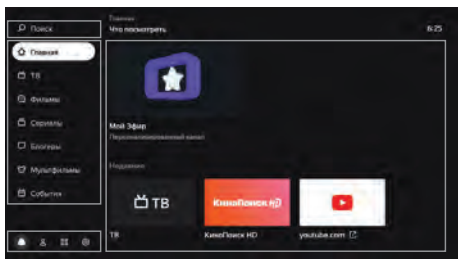 Поиск
Главная
ТВ
Фильмы
Сериалы
Блогеры
Мультфильмы
События
Главная
Что посмотреть
6:25
Мой Эфир
Персонализированный канал
Недавние
ТВ
КиноПоиск HD
ТВ
КиноПоиск HD
youtube.com